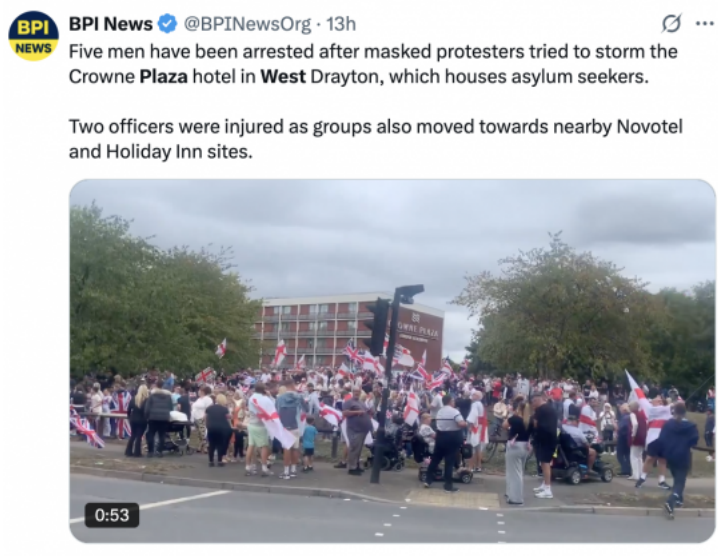 BPI
NEWS
BPI News @BPINewsOrg · 13h
Five men have been arrested after masked protesters tried to storm the
Crowne Plaza hotel in West Drayton, which houses asylum seekers.
Two officers were injured as groups also moved towards nearby Novotel
and Holiday Inn sites.
OWNE PLAZA
0:53